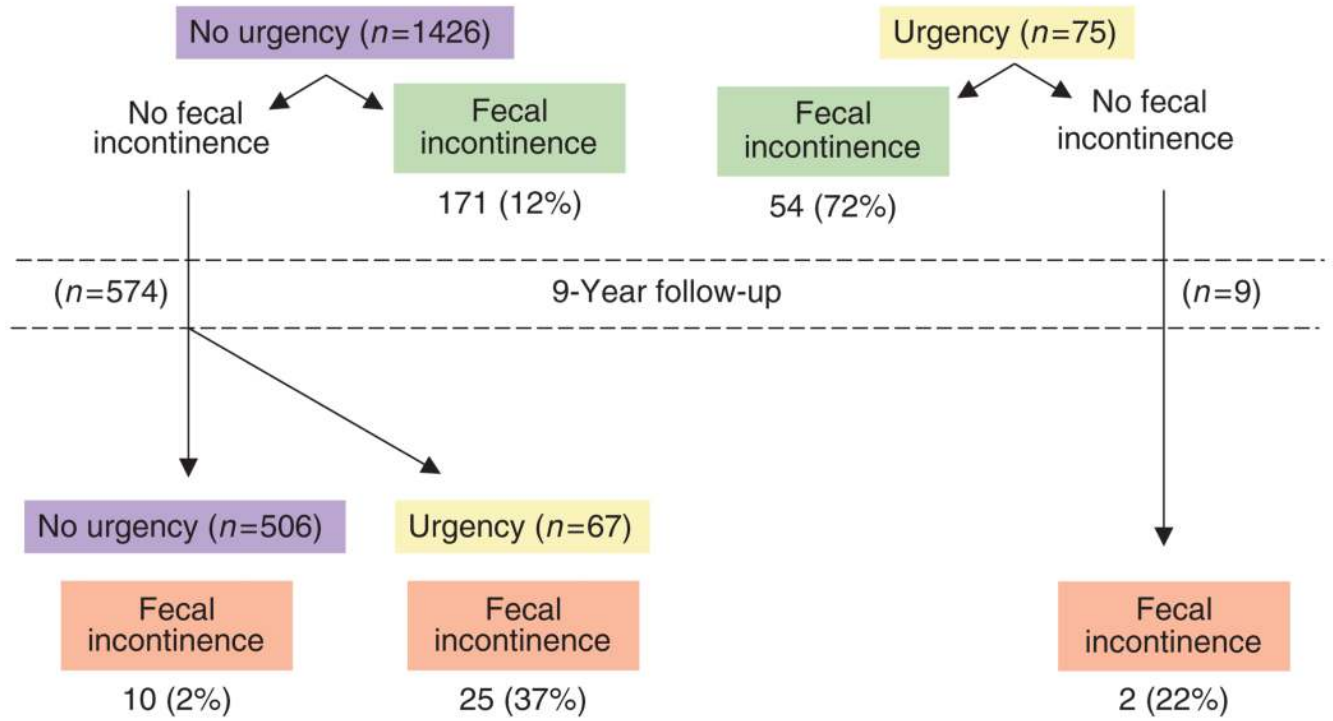 No urgency (n=1426)
Urgency (n=75)
No fecal
incontinence
Fecal
incontinence
171 (12%)
Fecal
incontinence
54 (72%)
No fecal
incontinence
(n=574)
9-Year follow-up
(n=9)
No urgency (n=506)
Urgency (n=67)
Fecal
incontinence
10 (2%)
Fecal
incontinence
25 (37%)
Fecal
incontinence
2 (22%)